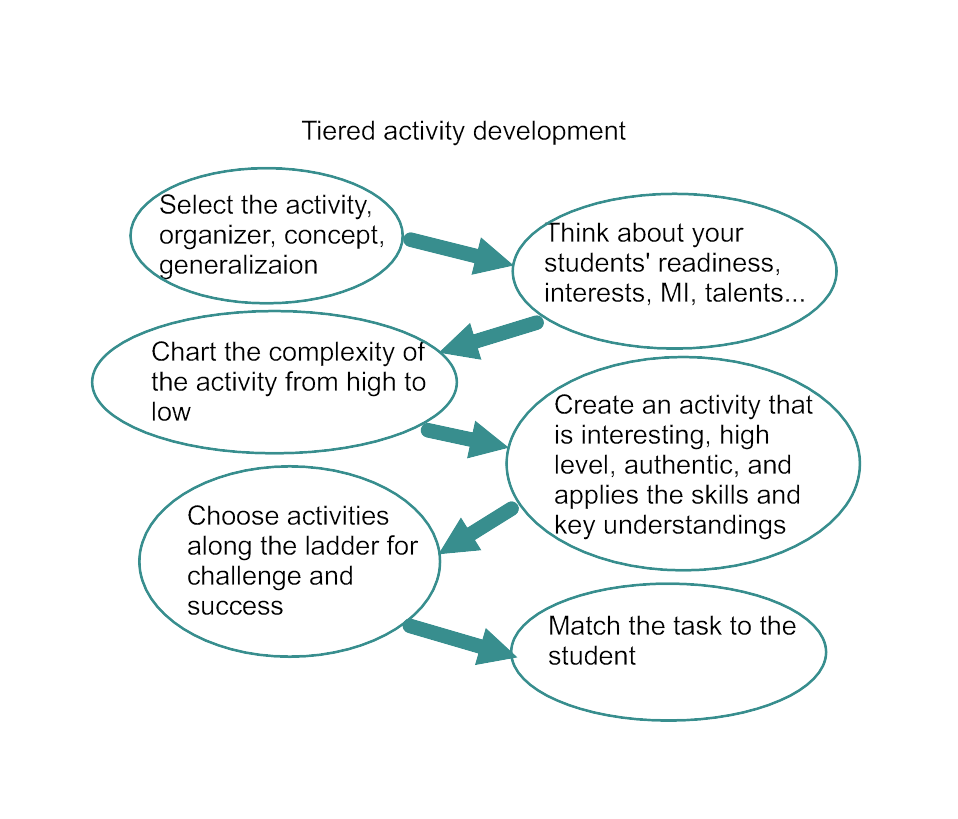 Tiered activity development
Select the activity,
organizer, concept,
generalizaion
Think about your
students' readiness,
interests, MI, talents...
Chart the complexity of
the activity from high to
low
Create an activity that
is interesting, high
level, authentic, and
applies the skills and
key understandings
Choose activities
along the ladder for
challenge and
success
Match the task to the
student